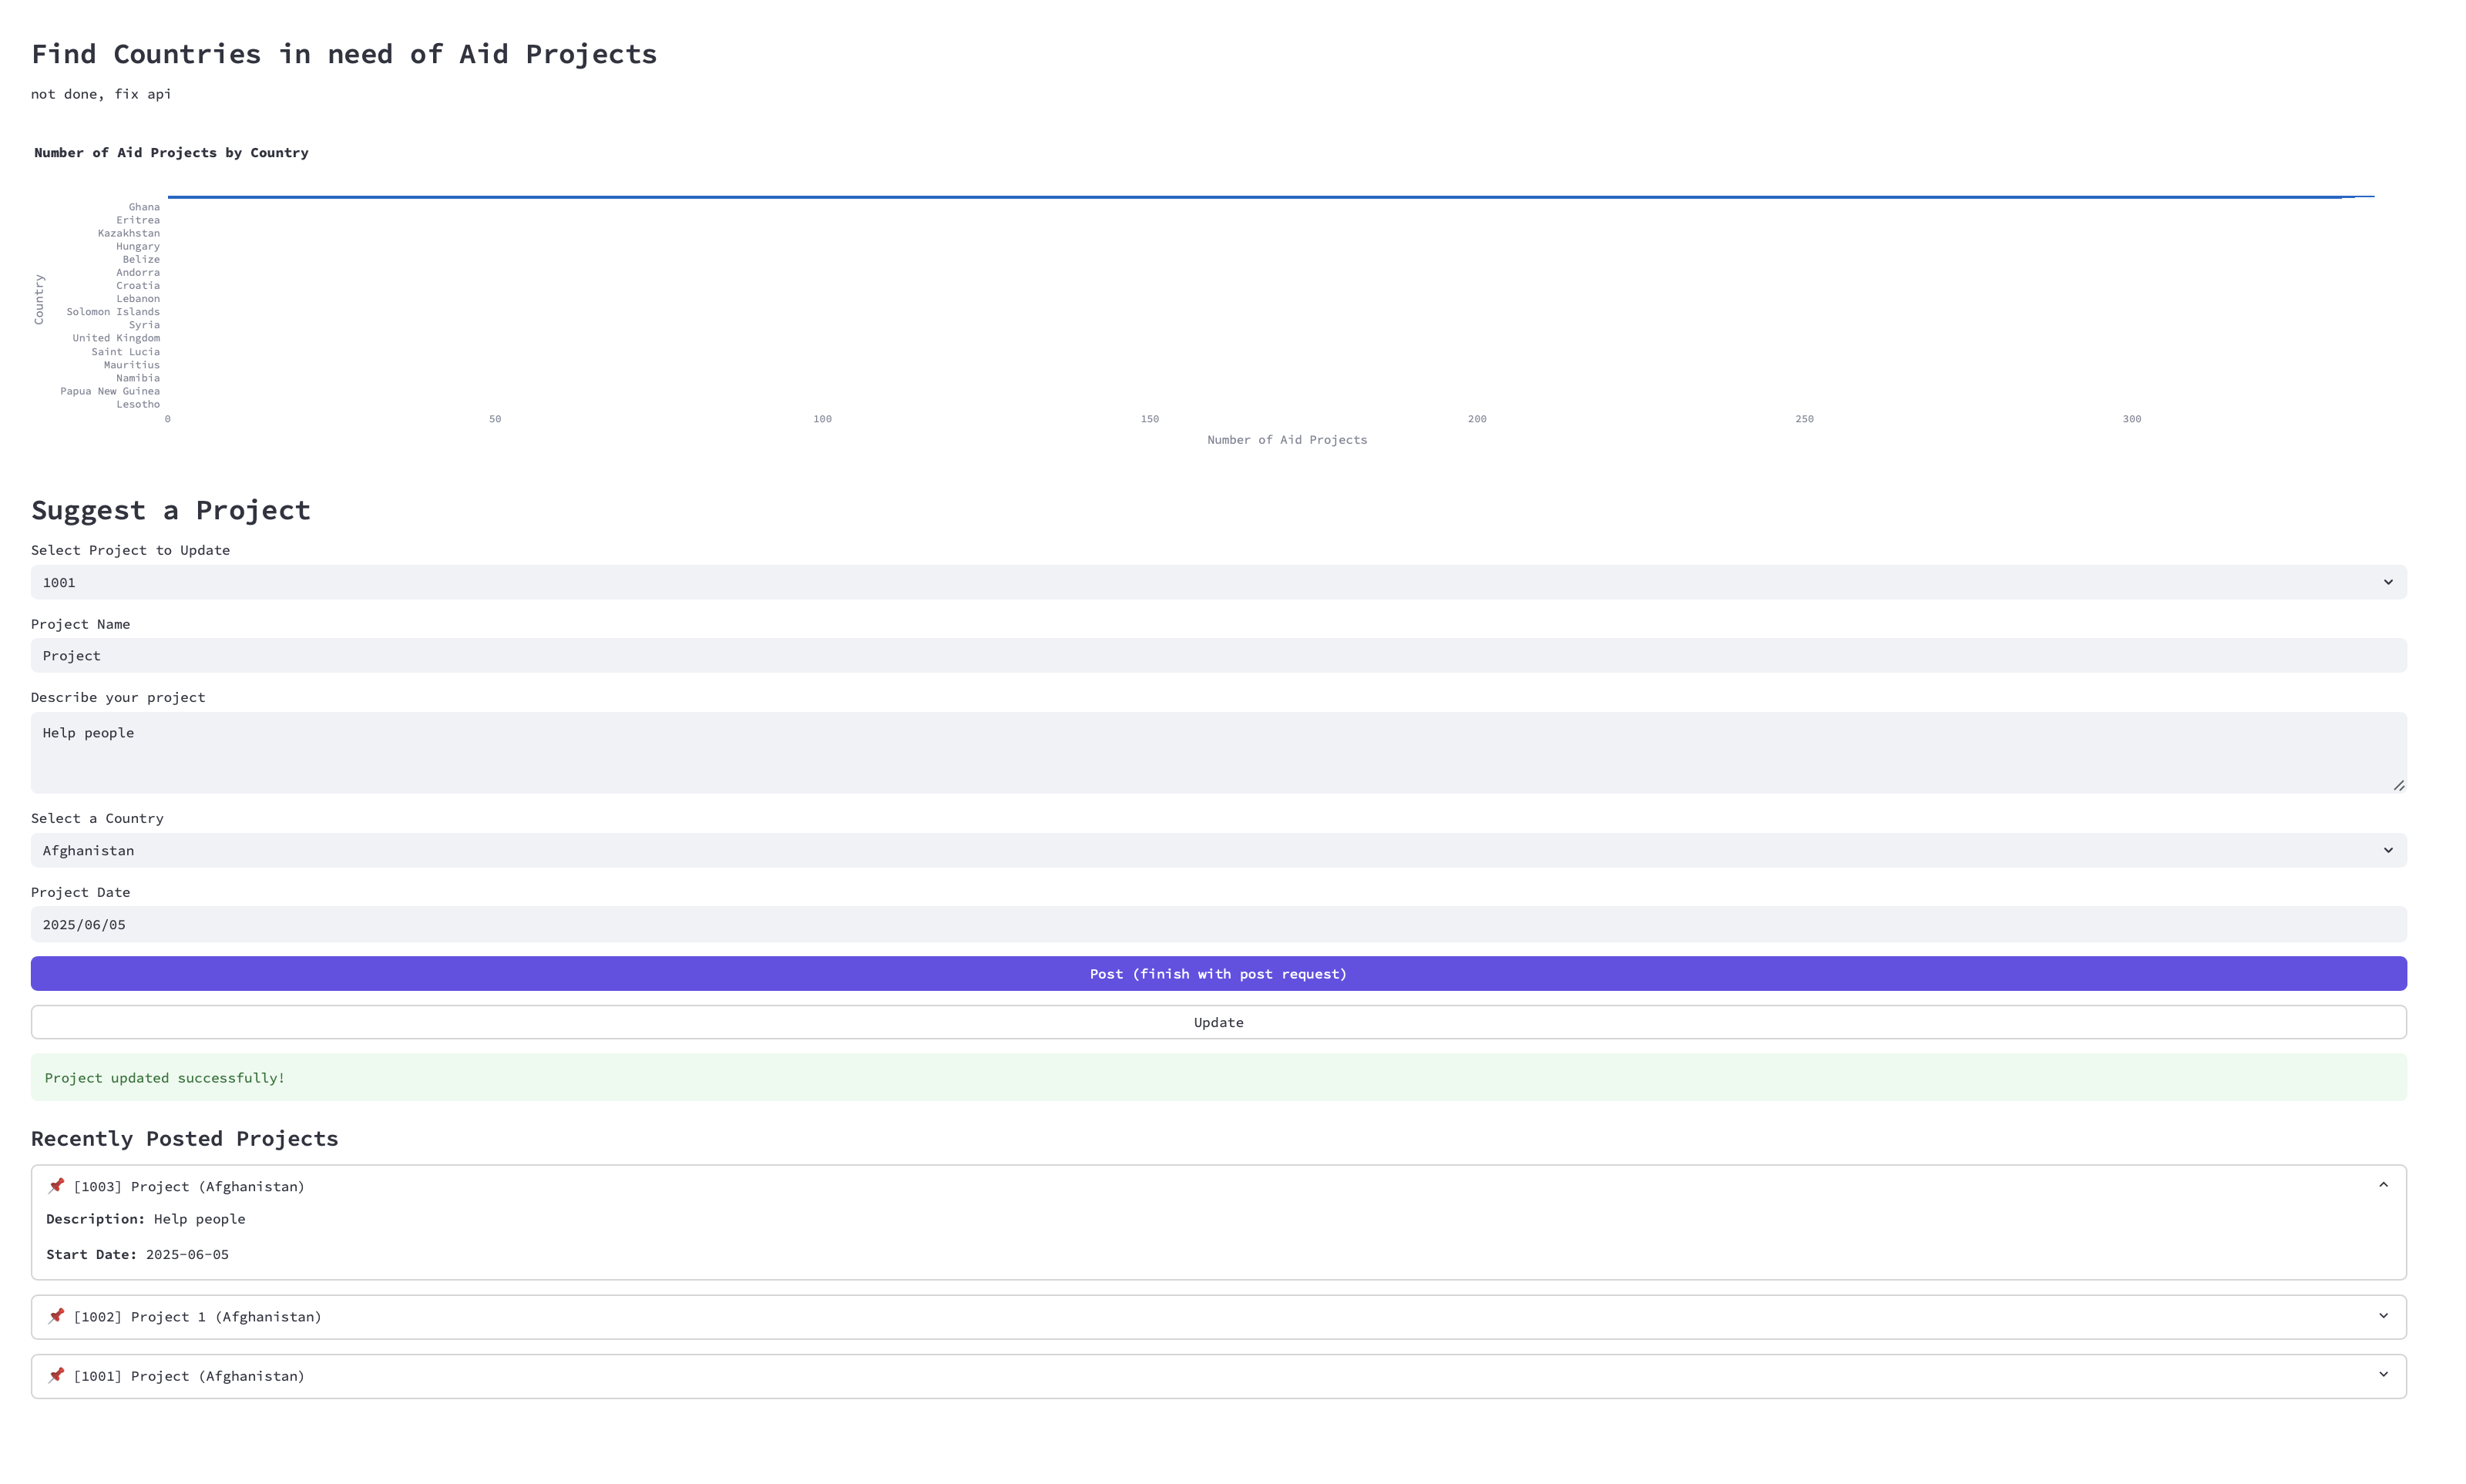 Find Countries in need of Aid Projects
not done, fix api
Number of Aid Projects by Country
Country
Ghana
Eritrea
Kazakhstan
Hungary
Belize
Andorra
Croatia
Lebanon
Solomon Islands
Syria
United Kingdom
Saint Lucia
Mauritius
Namibia
Papua New Guinea
Lesotho
0 50 100 150 200 250 300
Number of Aid Projects
Suggest a Project
Select Project to Update
1001
Project Name
Project
Describe your project
Help people
Select a Country
Afghanistan
Project Date
2025/06/05
Post (finish with post request)
Update
Project updated successfully!
Recently Posted Projects
📌 [1003] Project (Afghanistan)
Description: Help people
Start Date: 2025-06-05
📌 [1002] Project 1 (Afghanistan)
📌 [1001] Project (Afghanistan)